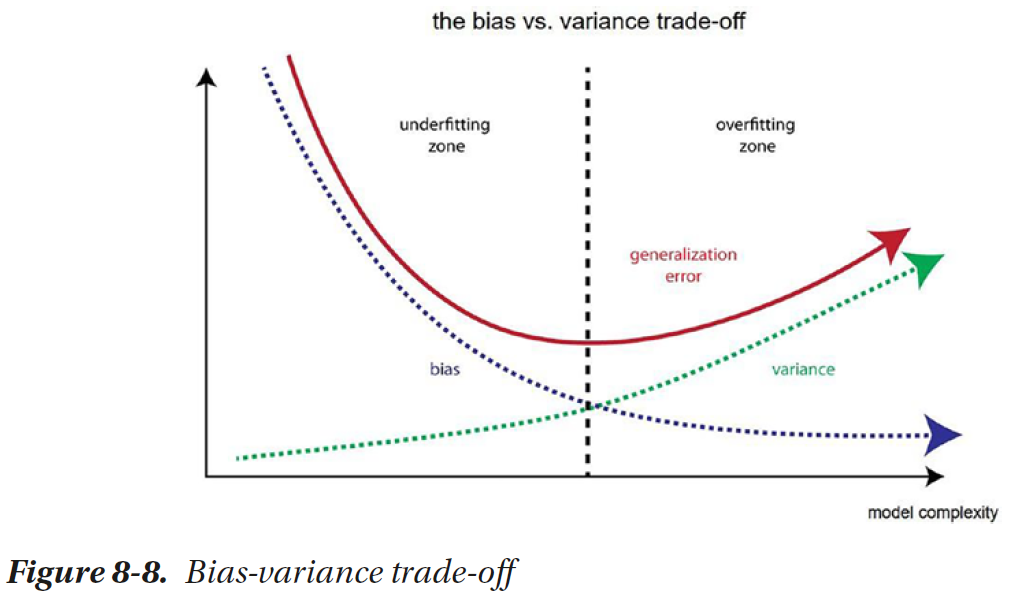 the bias vs. variance trade-off
underfitting
zone
overfitting
zone
generalization
error
bias
variance
model complexity
Figure 8-8. Bias-variance trade-off